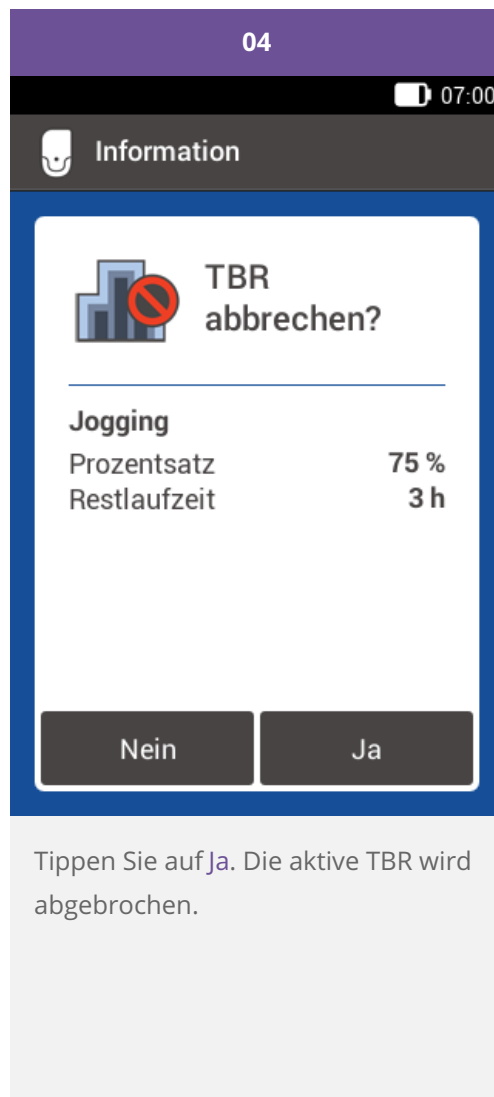 04
07:00
Information
TBR
abbrechen?
Jogging
Prozentsatz 75 %
Restlaufzeit 3 h
Nein Ja
Tippen Sie auf Ja. Die aktive TBR wird
abgebrochen.